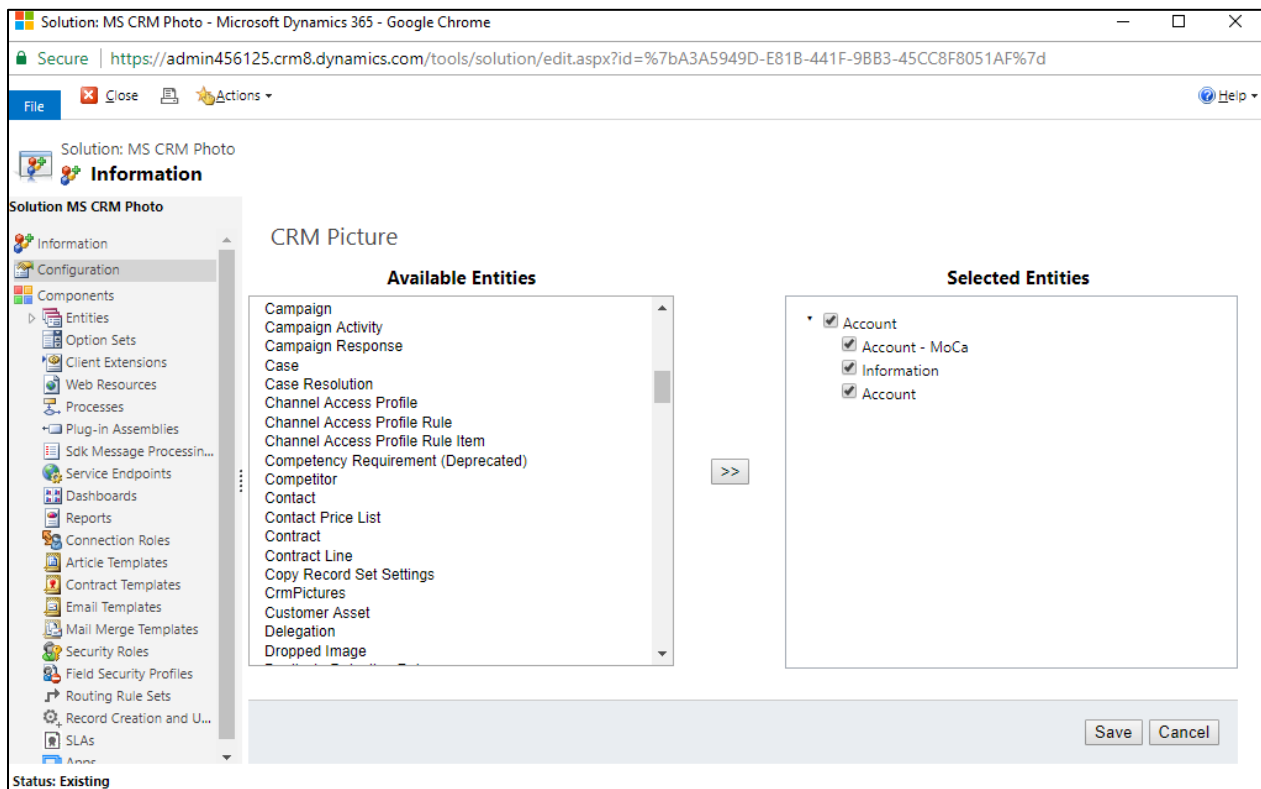 Solution: MS CRM Photo - Microsoft Dynamics 365 - Google Chrome
Secure | https://admin456125.crm8.dynamics.com/tools/solution/edit.aspx?id=%7bA3A5949D-E81B-441F-9BB3-45CC8F8051AF%7d
File Close Actions Help
Solution: MS CRM Photo
Information
Solution MS CRM Photo
Information
Configuration
Components
Entities
Option Sets
Client Extensions
Web Resources
Processes
Plug-in Assemblies
Sdk Message Processin...
Service Endpoints
Dashboards
Reports
Connection Roles
Article Templates
Contract Templates
Email Templates
Mail Merge Templates
Security Roles
Field Security Profiles
Routing Rule Sets
Record Creation and U...
SLAs
Apps
CRM Picture
Available Entities
Campaign
Campaign Activity
Campaign Response
Case
Case Resolution
Channel Access Profile
Channel Access Profile Rule
Channel Access Profile Rule Item
Competency Requirement (Deprecated)
Competitor
Contact
Contact Price List
Contract
Contract Line
Copy Record Set Settings
CrmPictures
Customer Asset
Delegation
Dropped Image
>>
Selected Entities
Account
Account - MoCa
Information
Account
Save Cancel
Status: Existing